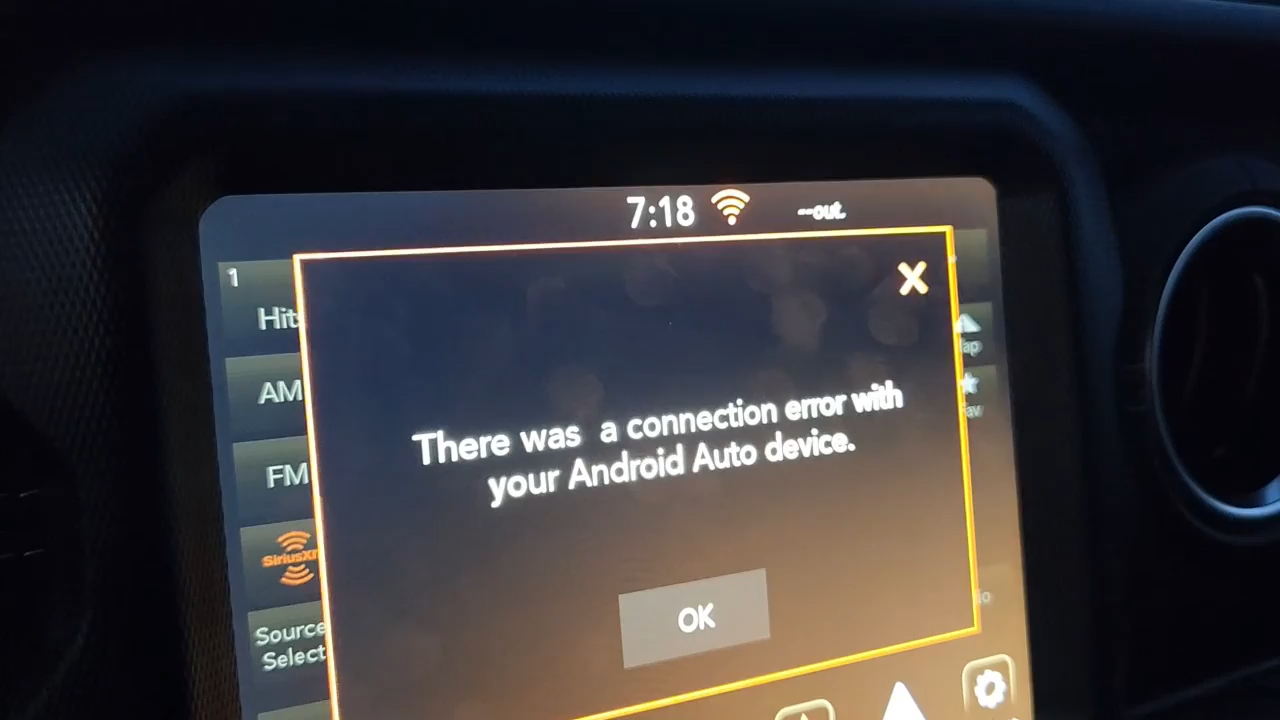 7:18
--out.
1
Hits
AM
FM
SiriusXM
Source
Select
There was a connection error with
your Android Auto device.
OK